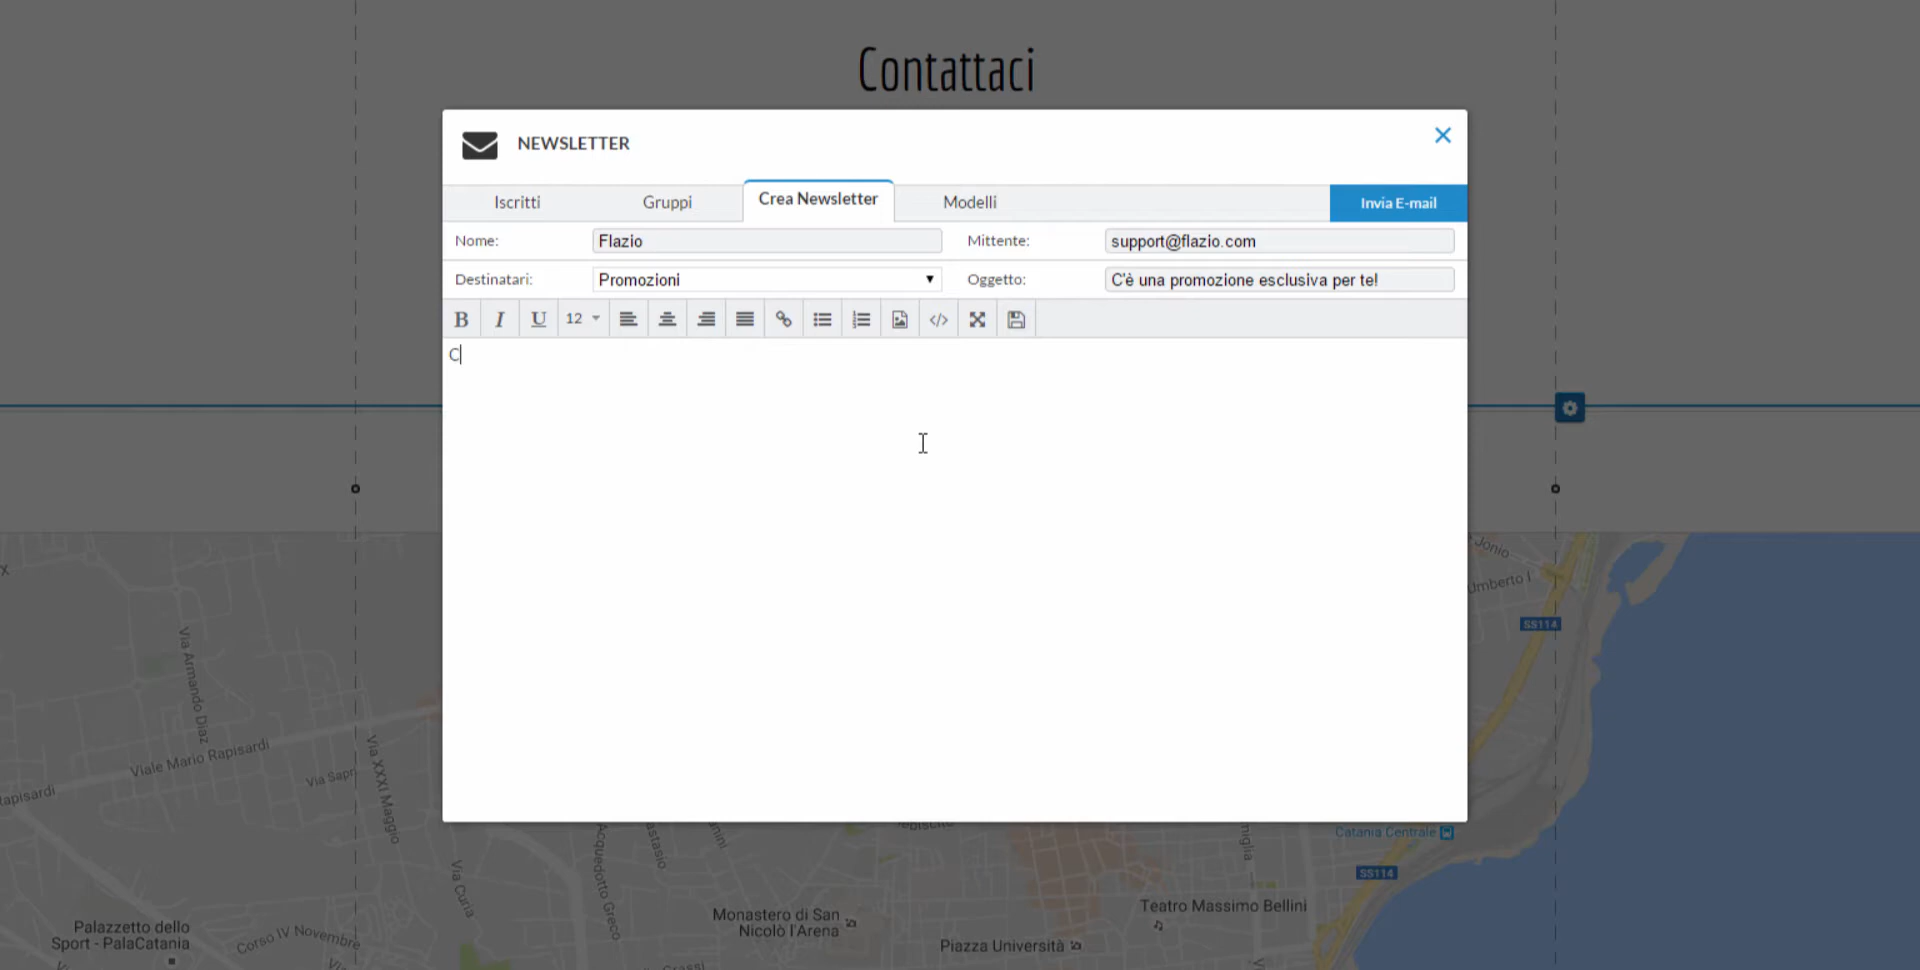 Contattaci
NEWSLETTER
Iscritti
Gruppi
Crea Newsletter
Modelli
Invia E-mail
Nome:
Flazio
Mittente:
support@flazio.com
Destinatari:
Promozioni
Oggetto:
C'è una promozione esclusiva per te!
B
I
U
12
C
Jonio
Umberto I
SS114
Via Armando Diaz
Viale Mario Rapisardi
Via XXXI Maggio
Via Sapri
Catania Centrale
SS114
Via Curia
Acquedotto Greco
Palazzetto dello
Sport - PalaCatania
Corso IV Novembre
Monastero di San
Nicolò l'Arena
Teatro Massimo Bellini
Piazza Università